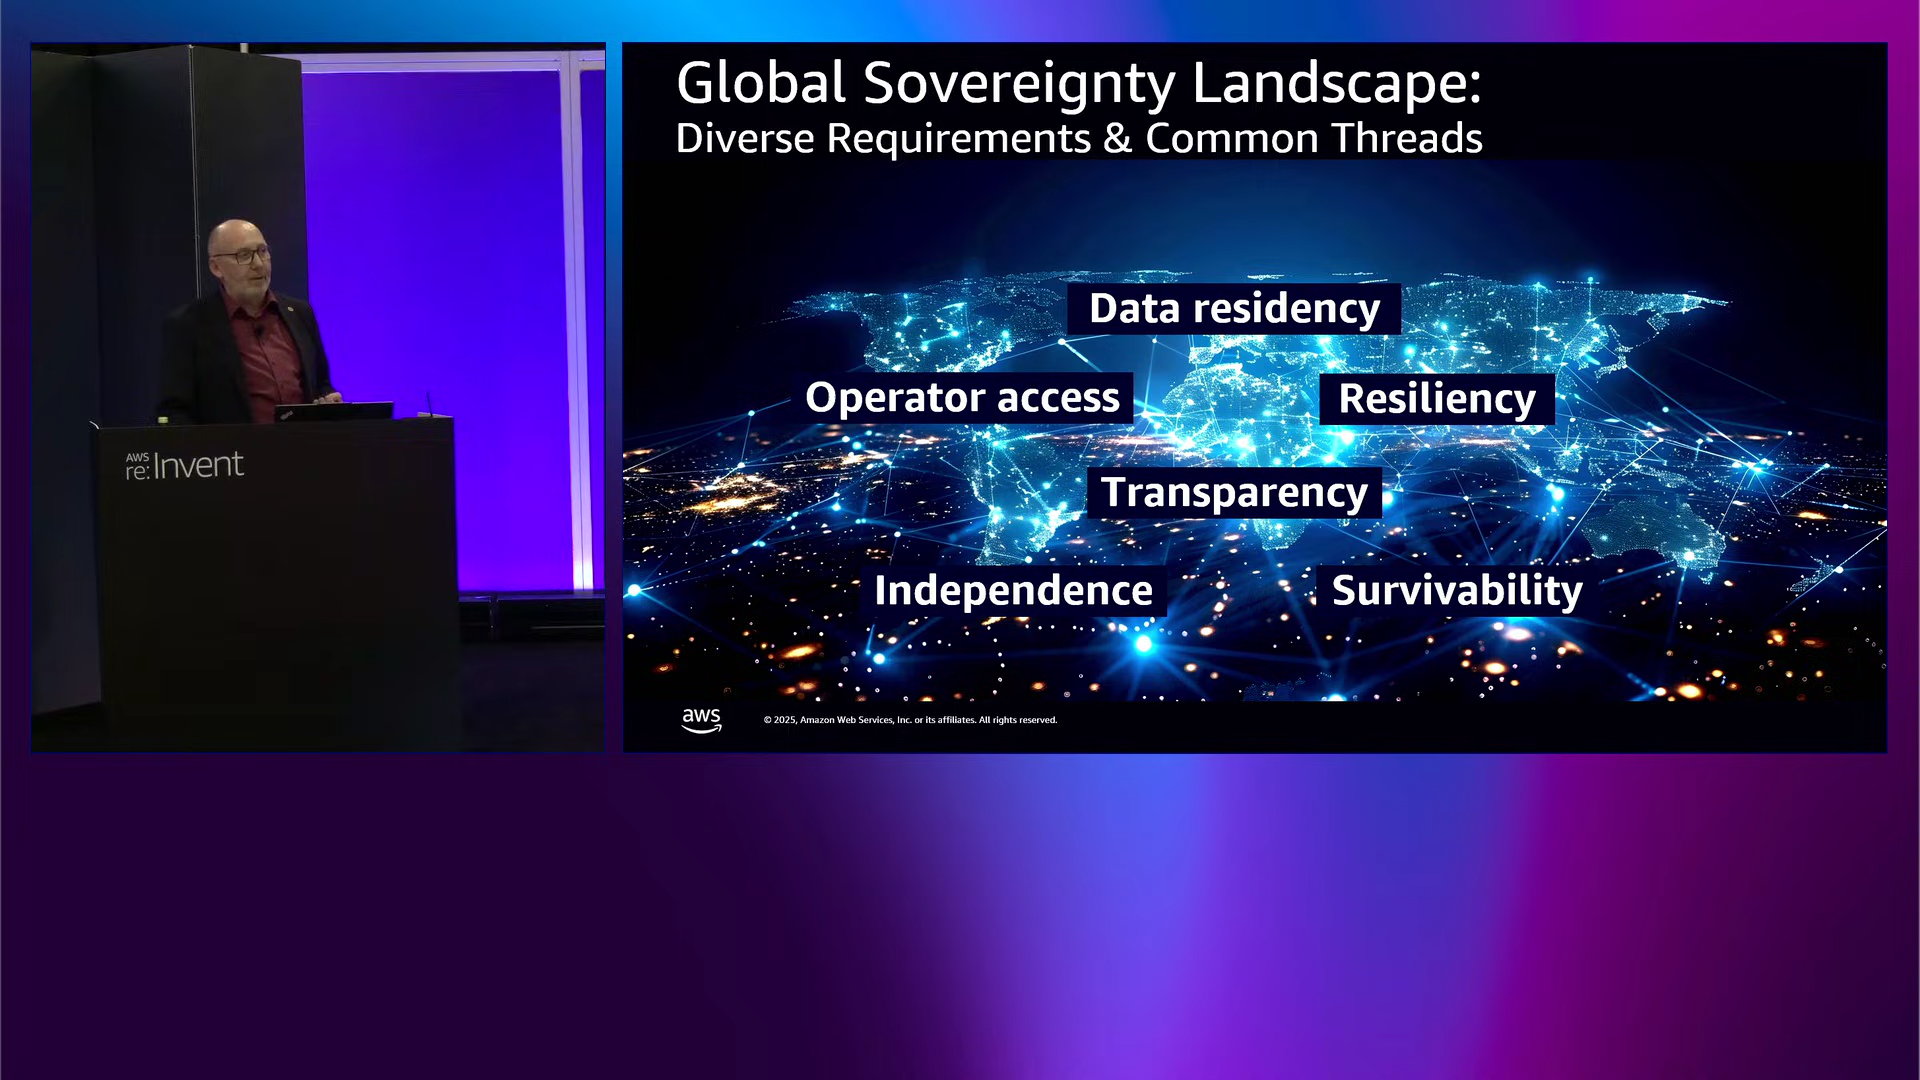 Global Sovereignty Landscape:
Diverse Requirements & Common Threads
Data residency
Operator access
Resiliency
Transparency
Independence
Survivability
aws
© 2025, Amazon Web Services, Inc. or its affiliates. All rights reserved.
AWS
re:Invent